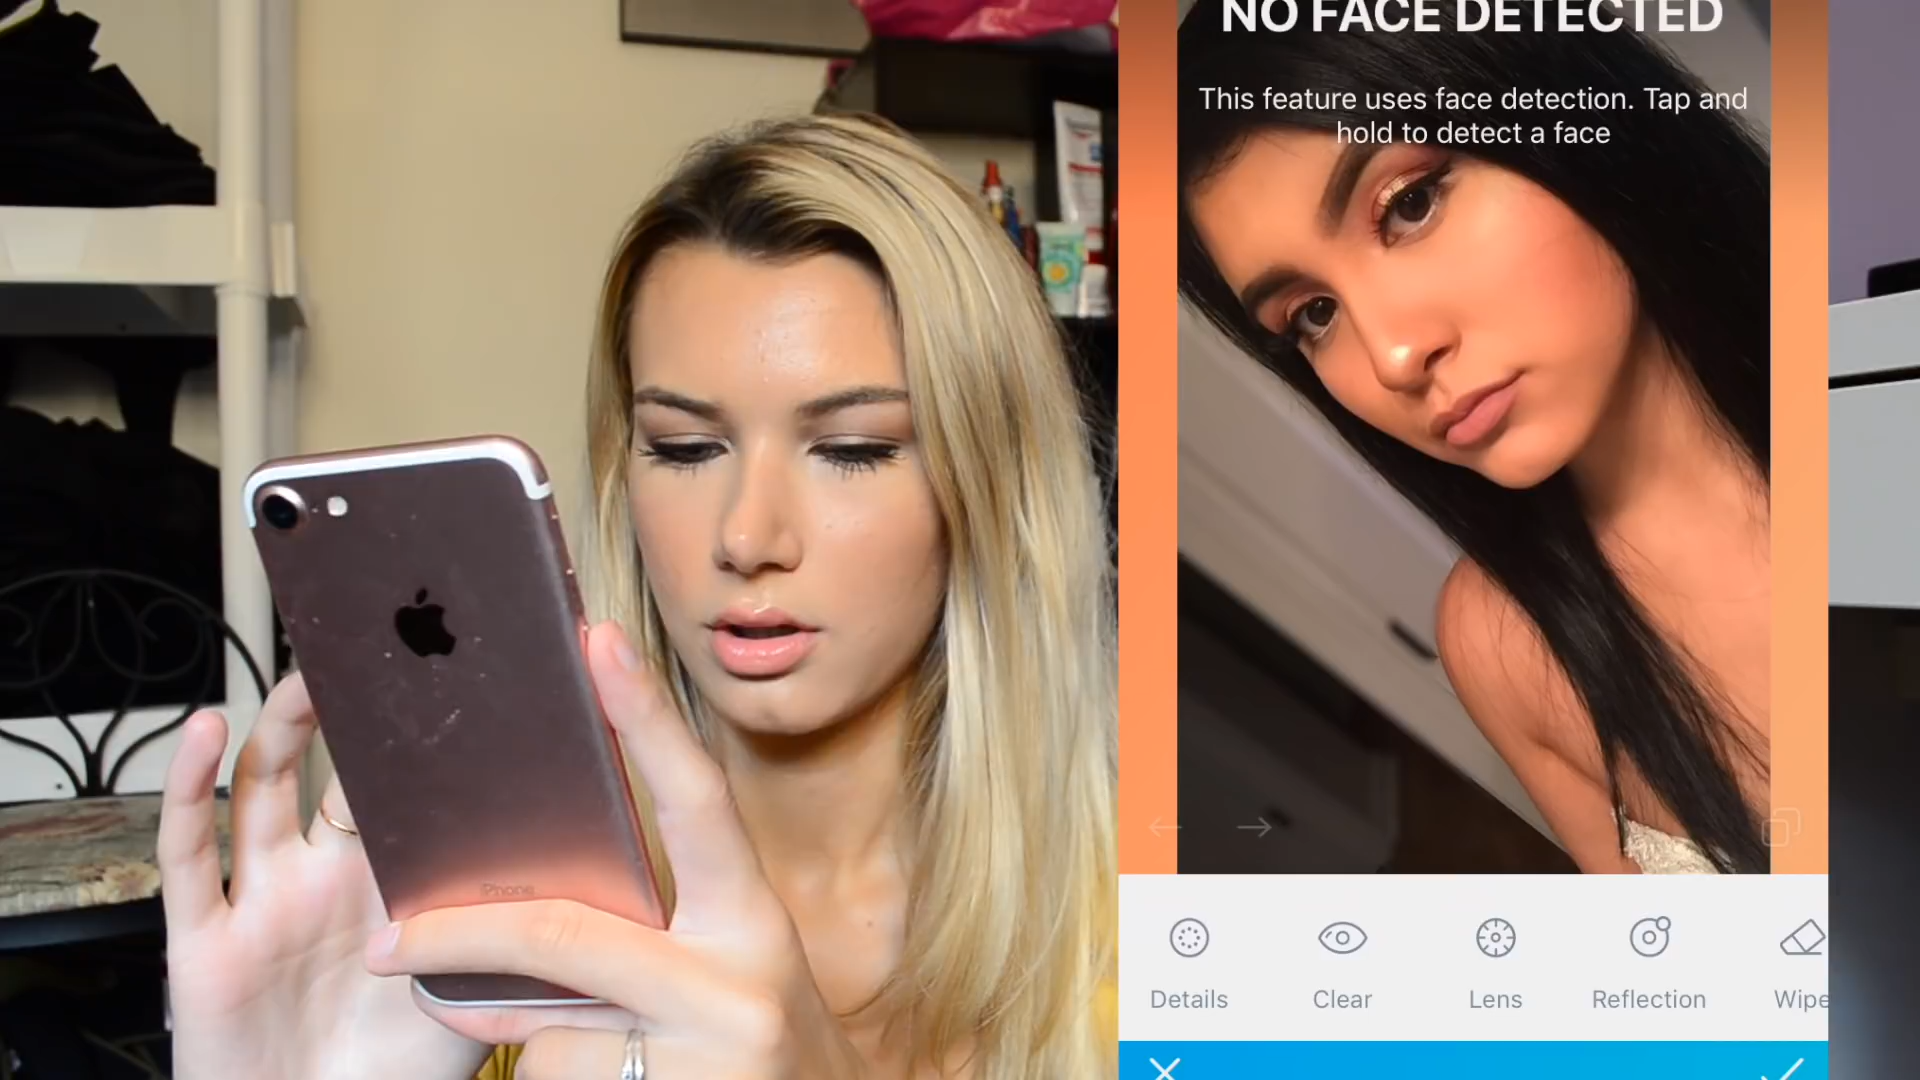 NO FACE DETECTED
This feature uses face detection. Tap and
hold to detect a face
iPhone
Details
Clear
Lens
Reflection
Wipe